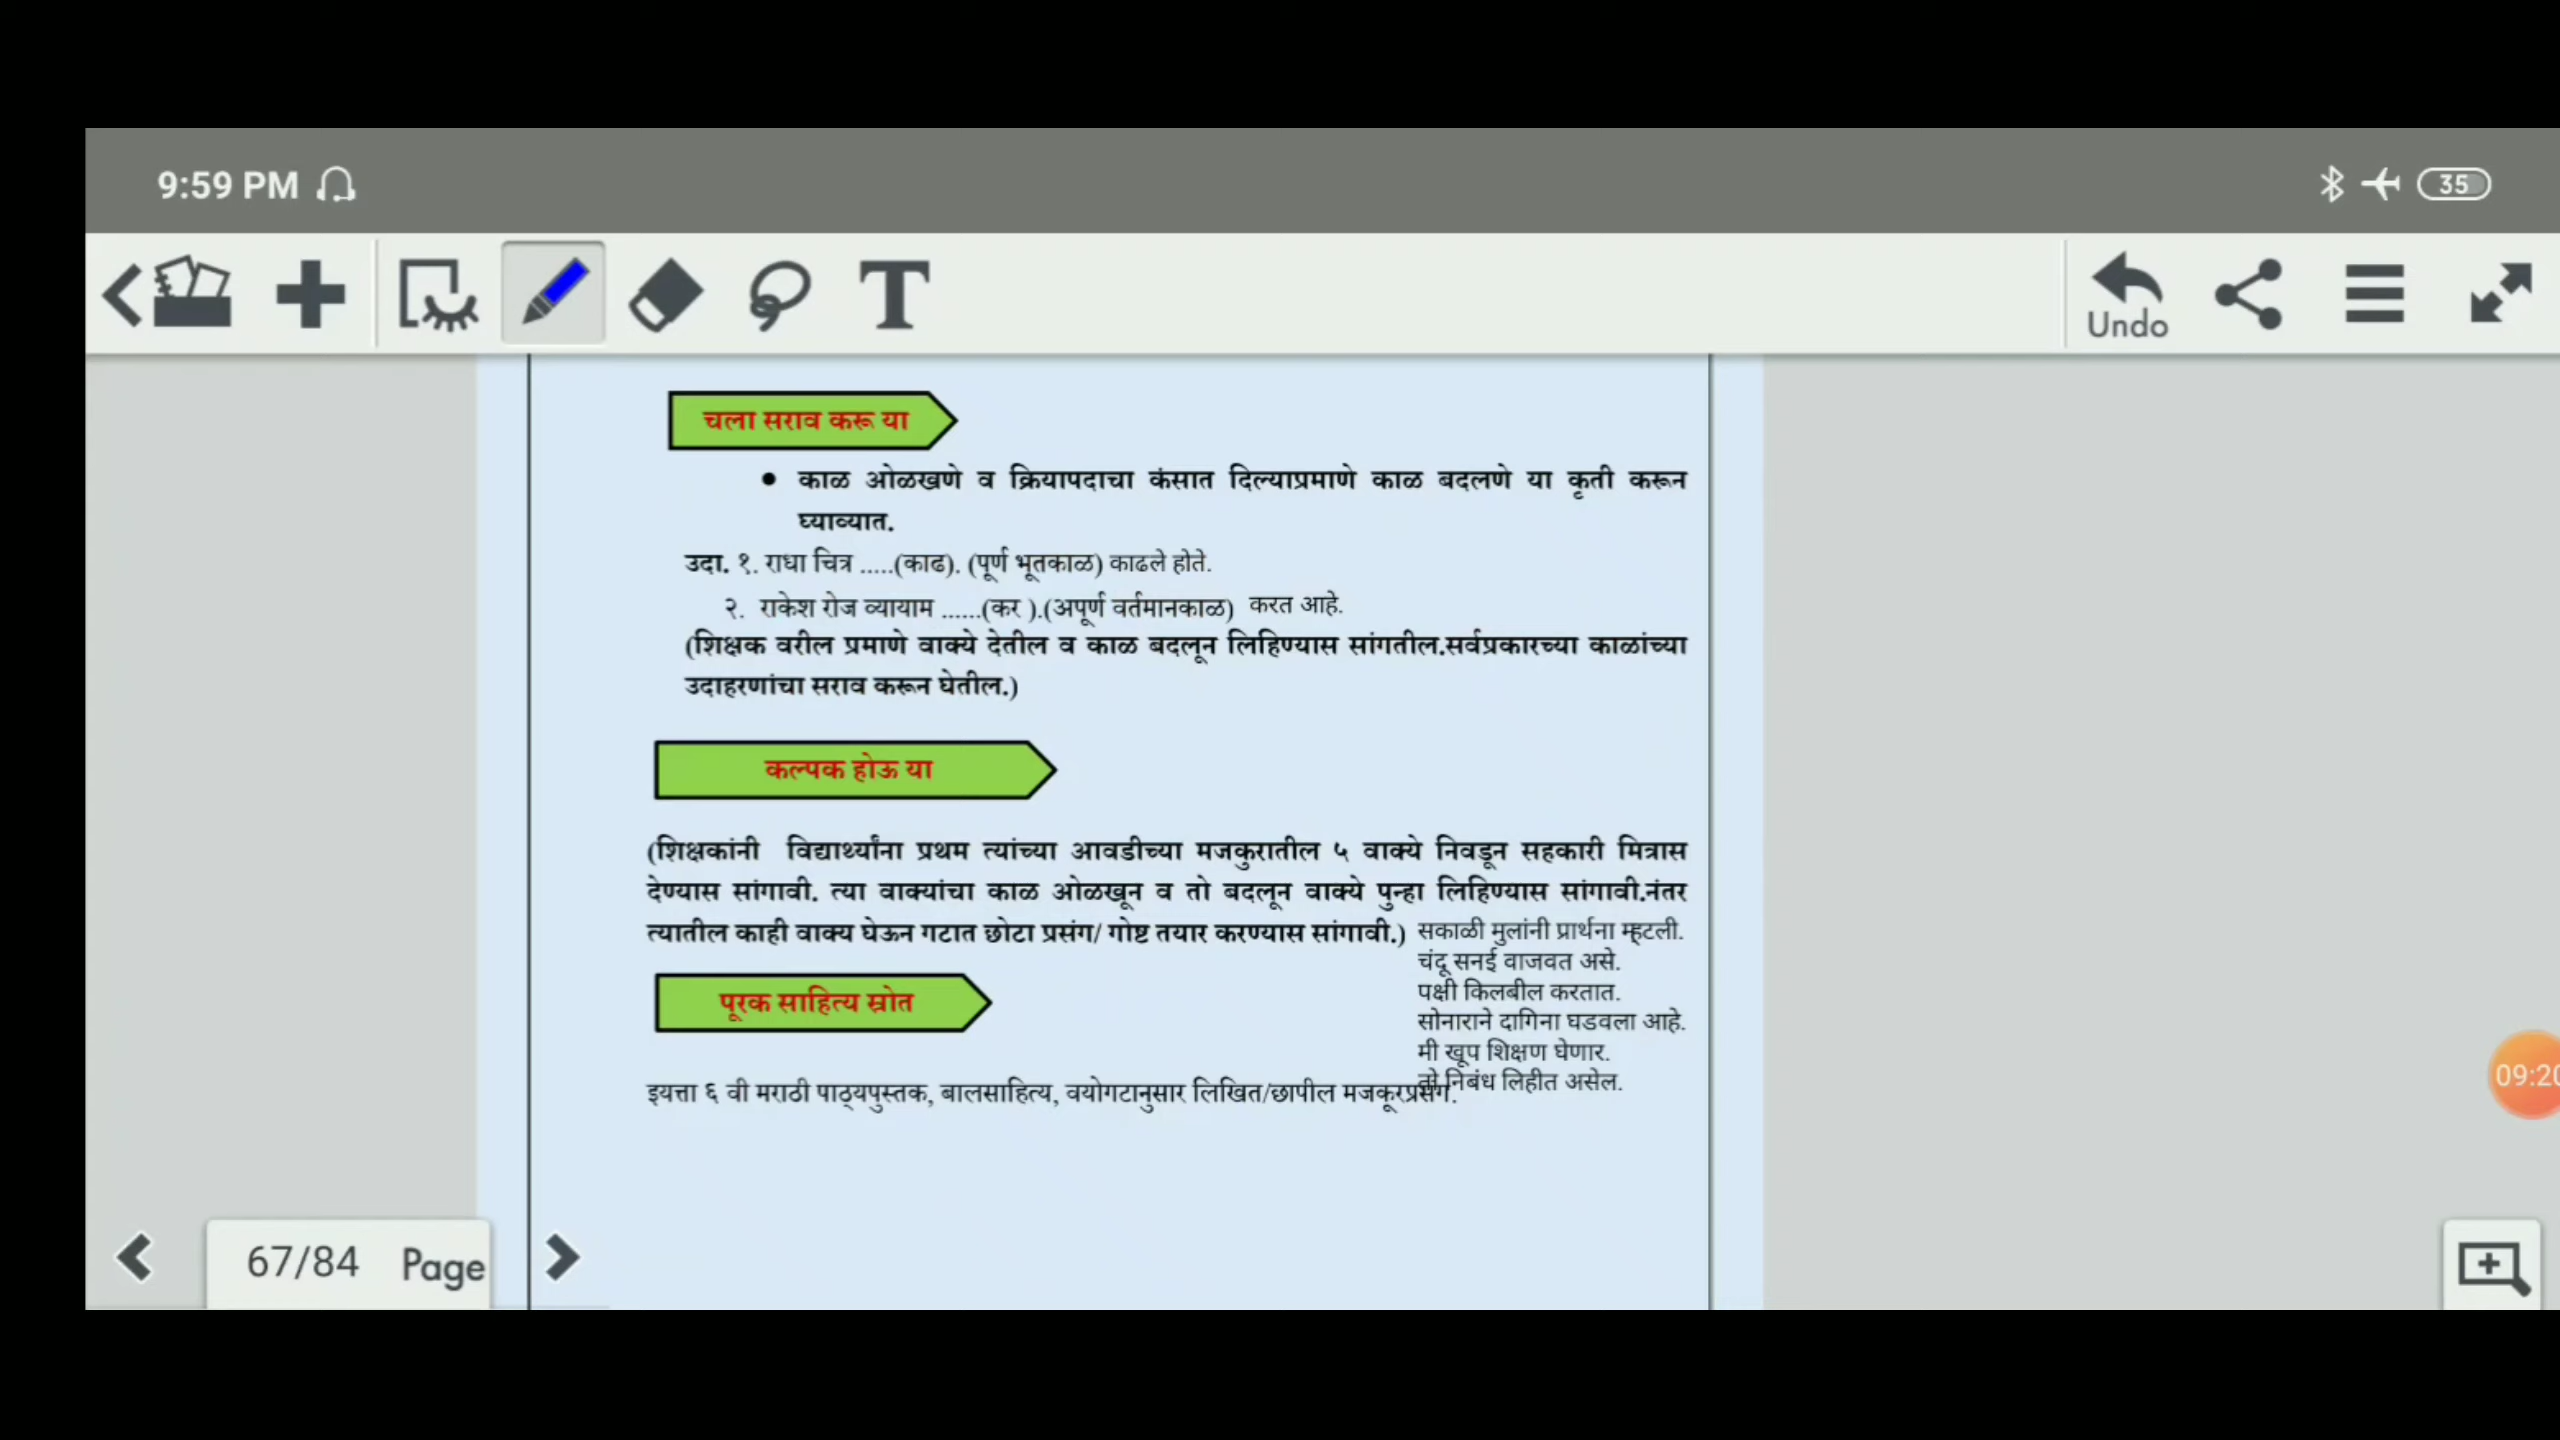 9:59 PM
35
Undo
चला सराव करू या
• काळ ओळखणे व क्रियापदाचा कंसात दिल्याप्रमाणे काळ बदलणे या कृती करून
घ्याव्यात.
उदा. १. राधा चित्र .....(काढ). (पूर्ण भूतकाळ) काढले होते.
२. राकेश रोज व्यायाम ......(कर ).(अपूर्ण वर्तमानकाळ) करत आहे.
(शिक्षक वरील प्रमाणे वाक्ये देतील व काळ बदलून लिहिण्यास सांगतील.सर्वप्रकारच्या काळांच्या
उदाहरणांचा सराव करून घेतील.)
कल्पक होऊ या
(शिक्षकांनी विद्यार्थ्यांना प्रथम त्यांच्या आवडीच्या मजकुरातील ५ वाक्ये निवडून सहकारी मित्रास
देण्यास सांगावी. त्या वाक्यांचा काळ ओळखून व तो बदलून वाक्ये पुन्हा लिहिण्यास सांगावी.नंतर
त्यातील काही वाक्य घेऊन गटात छोटा प्रसंग/ गोष्ट तयार करण्यास सांगावी.)
सकाळी मुलांनी प्रार्थना म्हटली.
चंदू सनई वाजवत असे.
पक्षी किलबील करतात.
सोनाराने दागिना घडवला आहे.
मी खूप शिक्षण घेणार.
तो निबंध लिहीत असेल.
पूरक साहित्य स्रोत
इयत्ता ६ वी मराठी पाठ्यपुस्तक, बालसाहित्य, वयोगटानुसार लिखित/छापील मजकूरप्रसंग.
09:20
67/84 Page